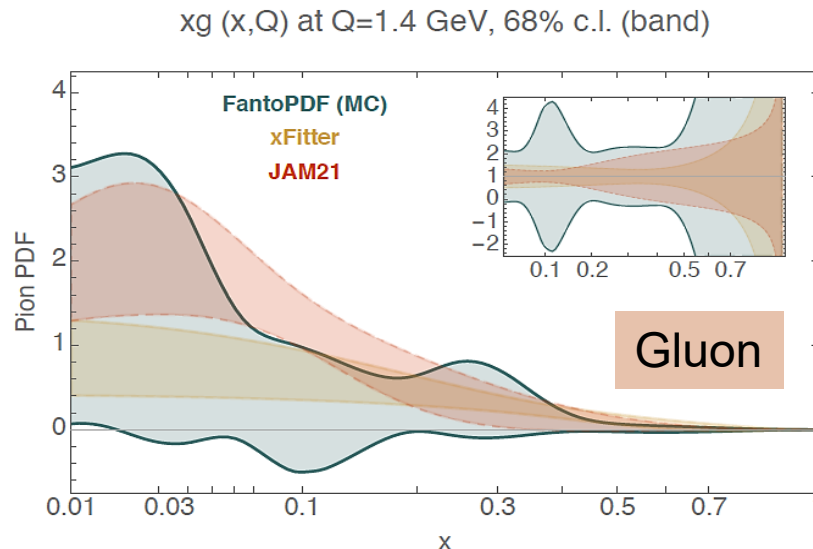 xg (x,Q) at Q=1.4 GeV, 68% c.l. (band)
FantoPDF (MC)
xFitter
JAM21
Pion PDF
4
3
2
1
0
0.01 0.03 0.1 0.3 0.5 0.7
x
4
3
2
1
0
−1
−2
0.1 0.2 0.5 0.7
Gluon